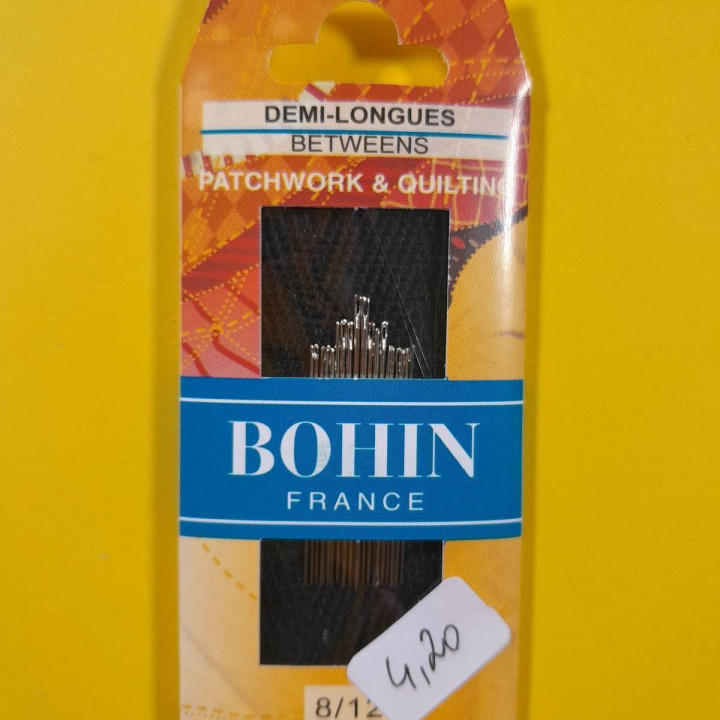 DEMI-LONGUES
BETWEENS
PATCHWORK & QUILTING
BOHIN
FRANCE
4,20
8/12